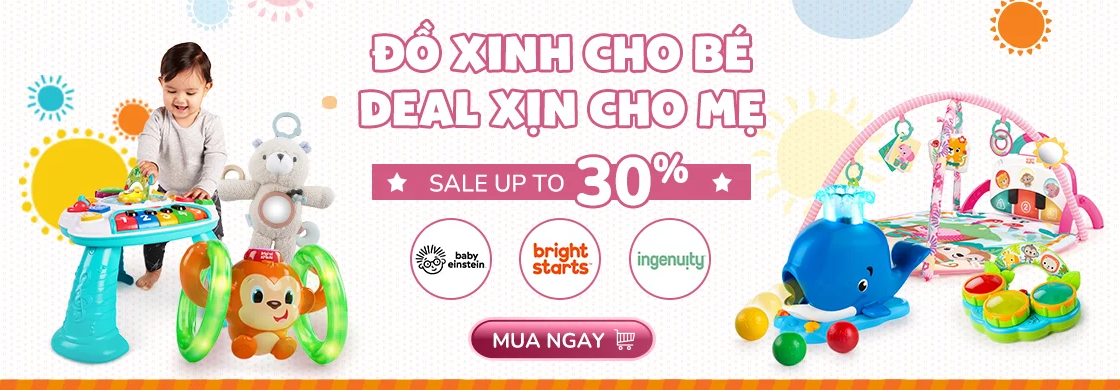 ĐỒ XINH CHO BÉ
DEAL XỊN CHO MẸ
SALE UP TO 30%
baby einstein
bright starts
ingenuity
MUA NGAY